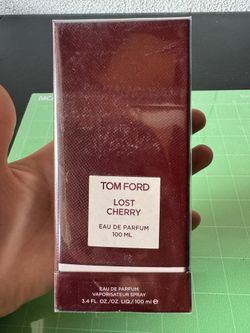 TOM FORD
LOST
CHERRY
EAU DE PARFUM
100 ML
EAU DE PARFUM
VAPORISATEUR SPRAY
3.4 FL.OZ./OZ. LIQ./100 ml ℮